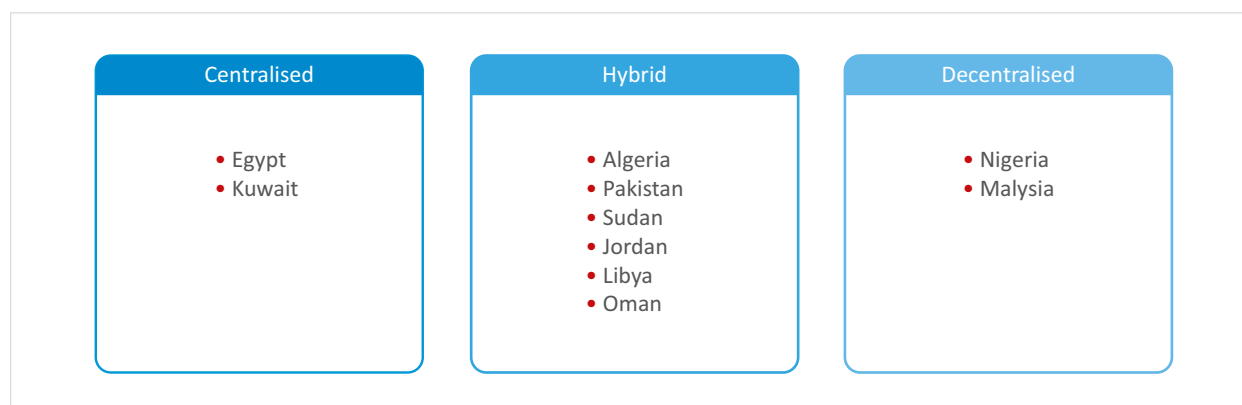 Centralised
• Egypt
• Kuwait
Hybrid
• Algeria
• Pakistan
• Sudan
• Jordan
• Libya
• Oman
Decentralised
• Nigeria
• Malysia